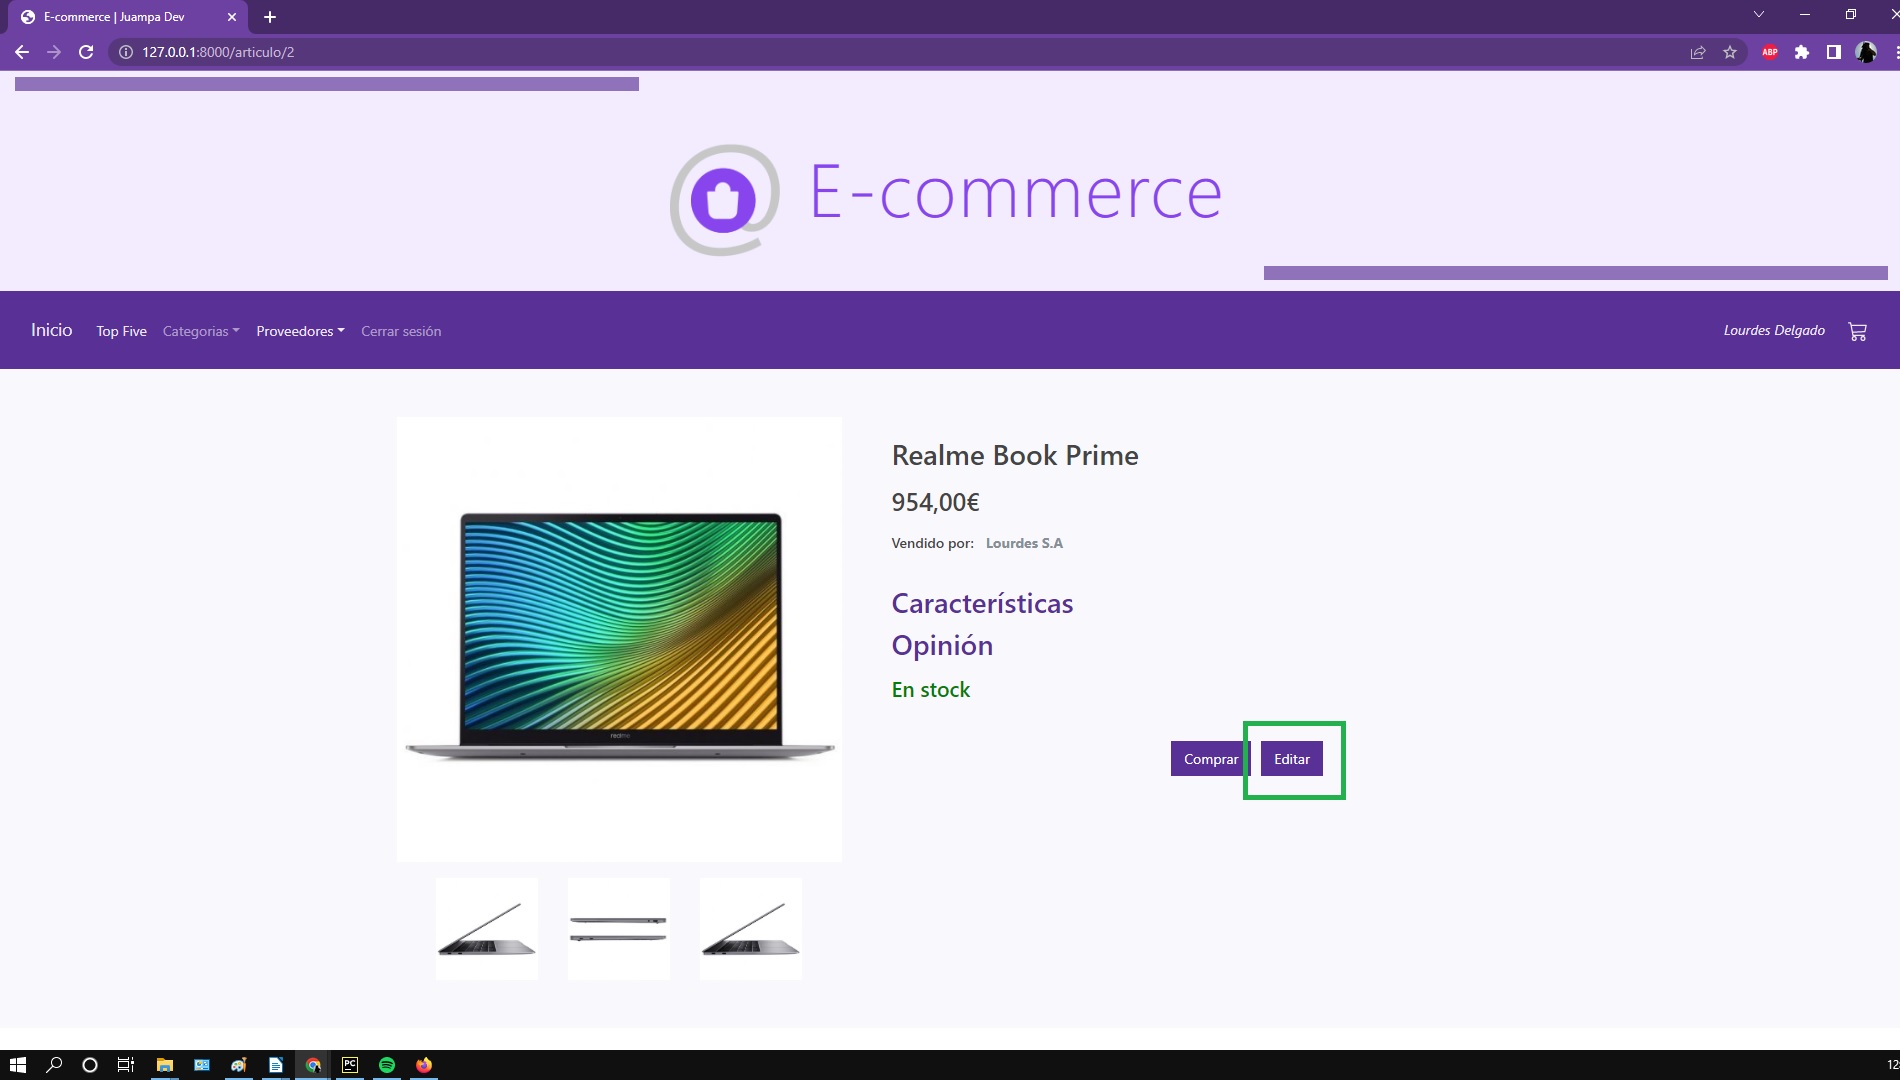 E-commerce | Juampa Dev
127.0.0.1:8000/articulo/2
ABP
E-commerce
Inicio Top Five Categorias Proveedores Cerrar sesión Lourdes Delgado
Realme Book Prime
954,00€
Vendido por: Lourdes S.A
Características
Opinión
En stock
realme
Comprar Editar
PC